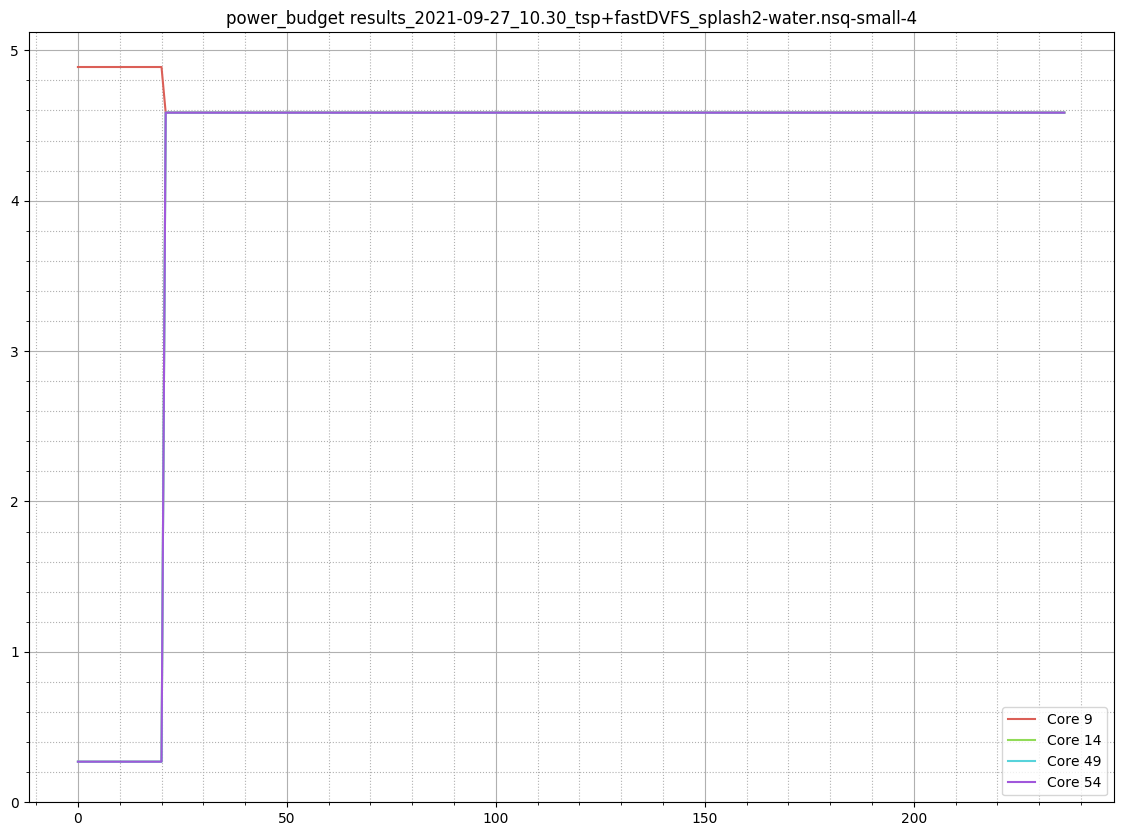 power_budget results_2021-09-27_10.30_tsp+fastDVFS_splash2-water.nsq-small-4
5
4
3
2
1
0
0 50 100 150 200
Core 9
Core 14
Core 49
Core 54